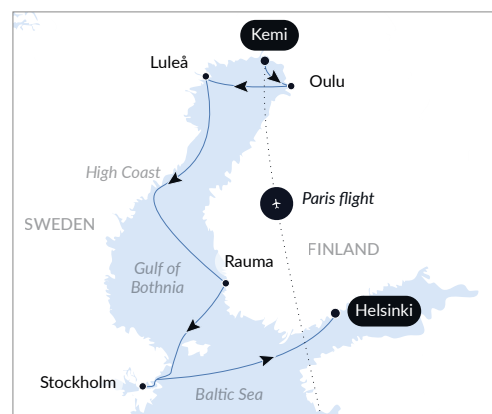 Kemi
Luleå
Oulu
High Coast
Paris flight
SWEDEN
FINLAND
Rauma
Gulf of
Bothnia
Helsinki
Stockholm
Baltic Sea